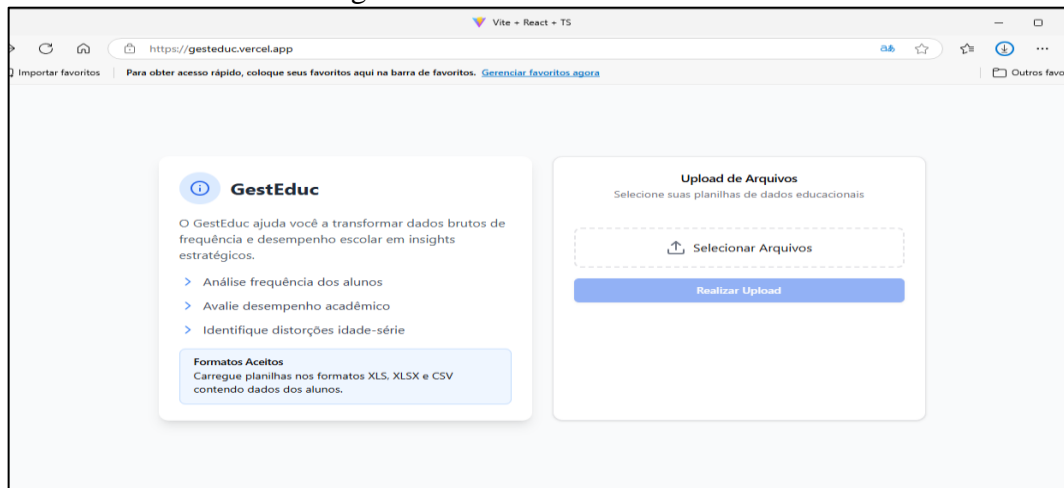 Vite + React + TS
https://gesteduc.vercel.app
Importar favoritos
Para obter acesso rápido, coloque seus favoritos aqui na barra de favoritos. Gerenciar favoritos agora
Outros favo
GestEduc
O GestEduc ajuda você a transformar dados brutos de
frequência e desempenho escolar em insights
estratégicos.
Análise frequência dos alunos
Avalie desempenho acadêmico
Identifique distorções idade-série
Formatos Aceitos
Carregue planilhas nos formatos XLS, XLSX e CSV
contendo dados dos alunos.
Upload de Arquivos
Selecione suas planilhas de dados educacionais
Selecionar Arquivos
Realizar Upload